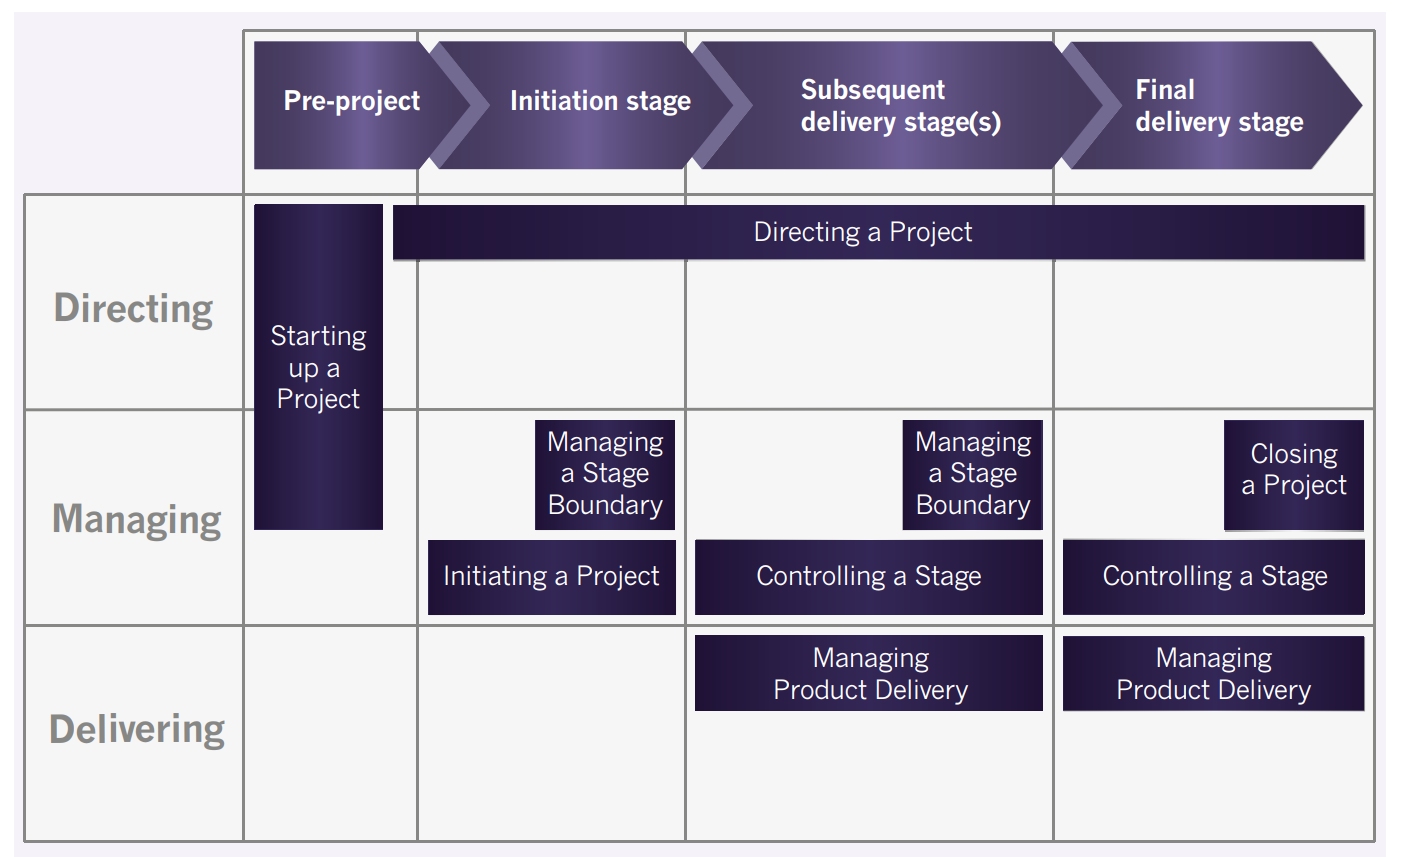 Pre-project
Initiation stage
Subsequent
delivery stage(s)
Final
delivery stage
Directing
Starting
up a
Project
Directing a Project
Managing
Managing
a Stage
Boundary
Managing
a Stage
Boundary
Closing
a Project
Initiating a Project
Controlling a Stage
Controlling a Stage
Delivering
Managing
Product Delivery
Managing
Product Delivery